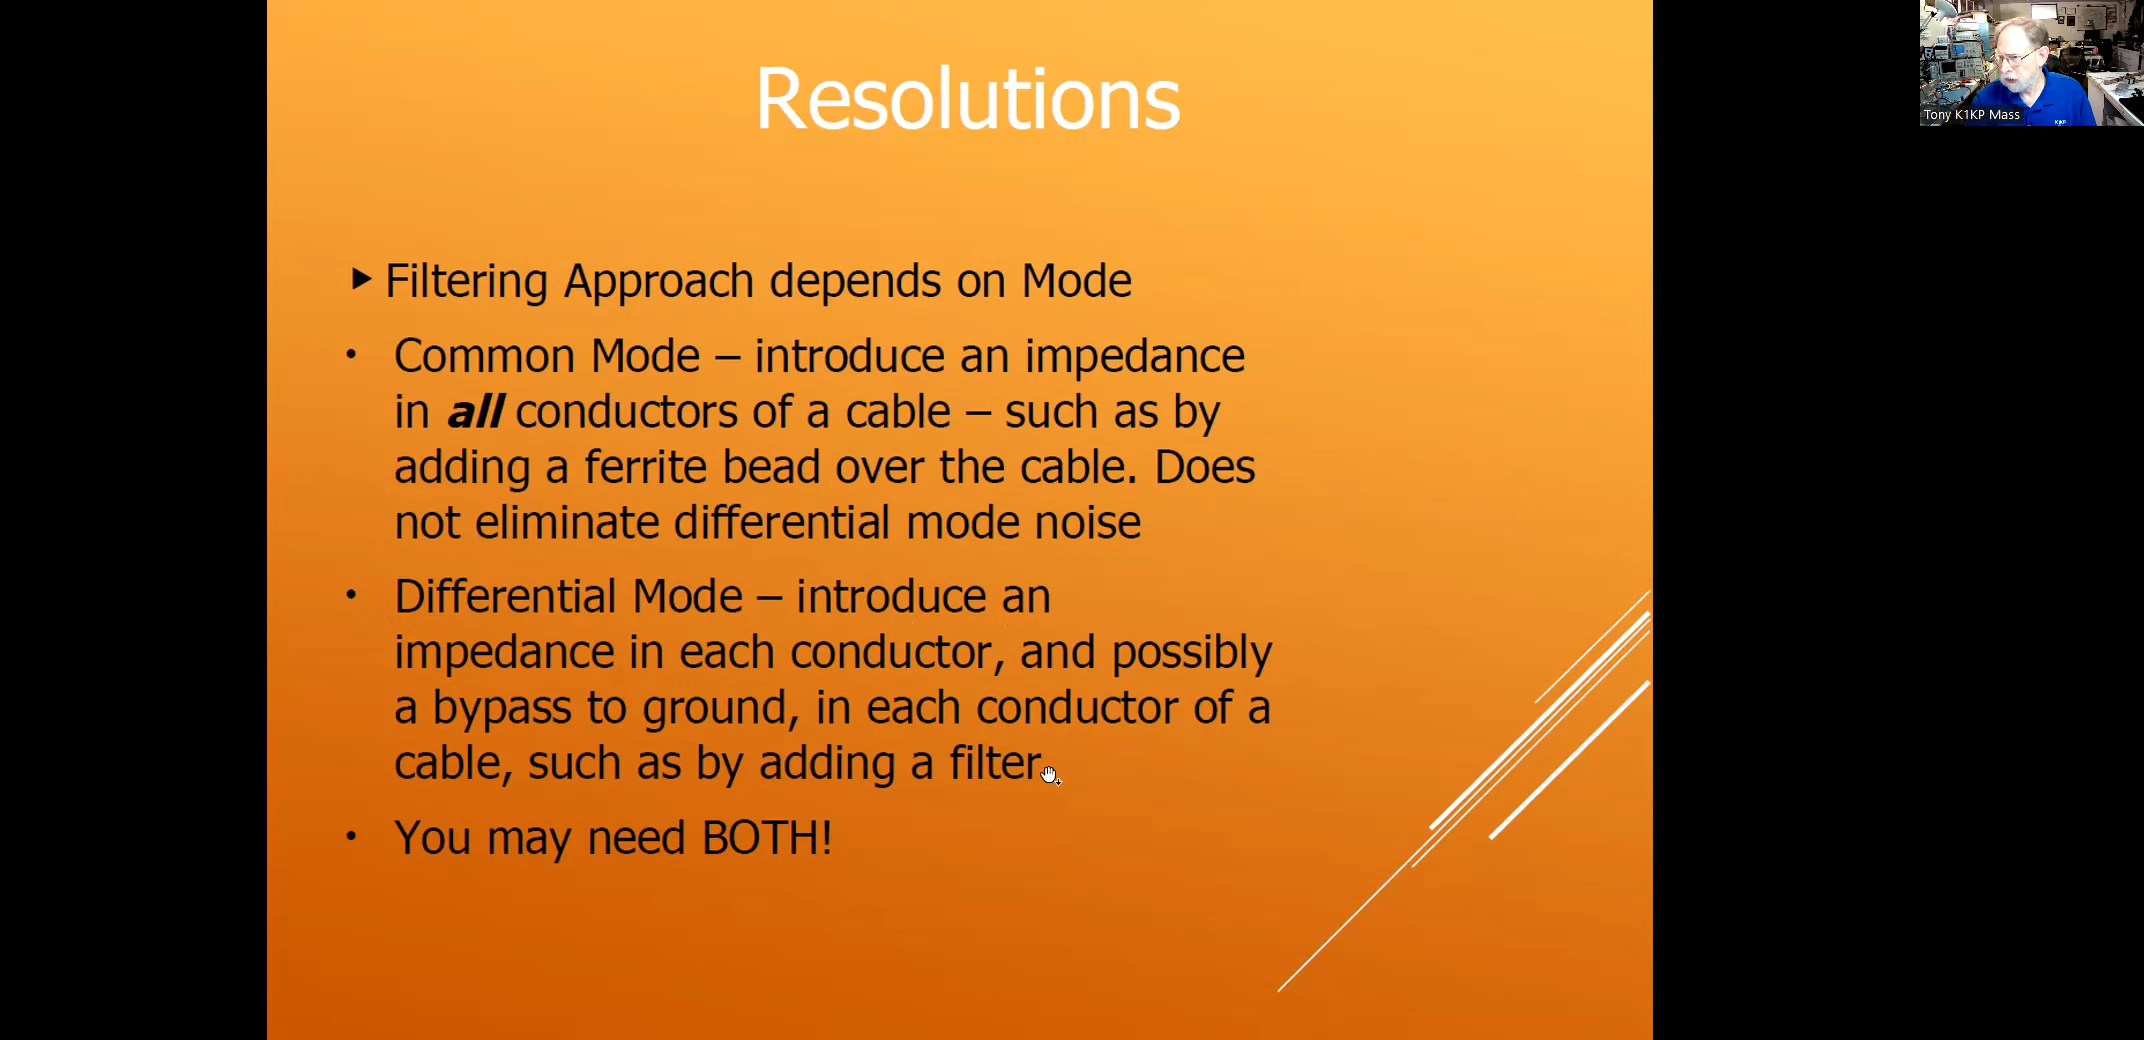 Resolutions
Filtering Approach depends on Mode
Common Mode – introduce an impedance
in all conductors of a cable – such as by
adding a ferrite bead over the cable. Does
not eliminate differential mode noise
Differential Mode – introduce an
impedance in each conductor, and possibly
a bypass to ground, in each conductor of a
cable, such as by adding a filter.
You may need BOTH!
Tony K1KP Mass